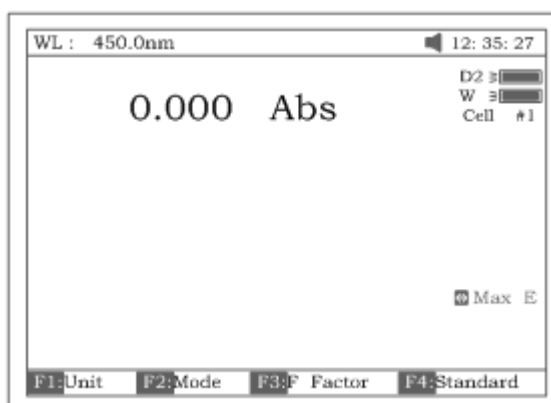 WL : 450.0nm 12: 35: 27
D2
0.000 Abs
W
Cell #1
Max E
F1:Unit F2:Mode F3:F Factor F4:Standard